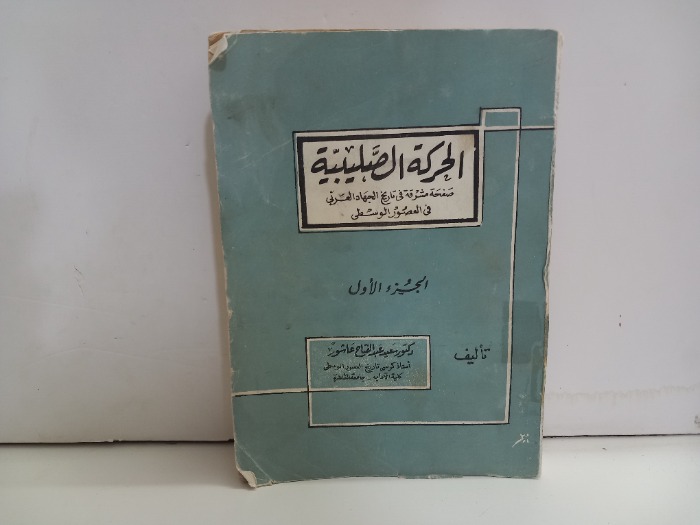 الحركة الصليبية
صفحة مشرقة في تاريخ الجهاد العربي
في العصور الوسطى
الجزء الأول
تأليف
دكتور سعيد عبد الفتاح عاشور
أستاذ كرسي تاريخ العصور الوسطى
كلية الآداب - جامعة القاهرة